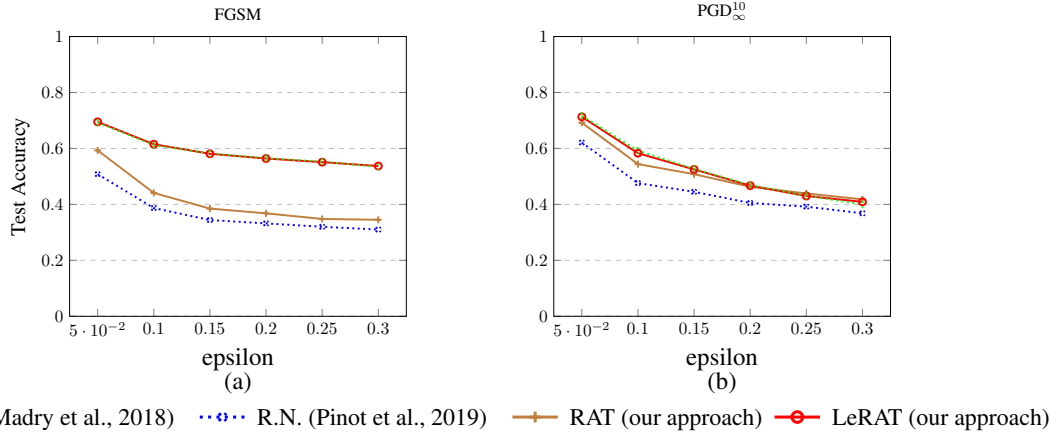 FGSM
1
0.8
0.6
0.4
0.2
0
Test Accuracy
5 · 10⁻² 0.1 0.15 0.2 0.25 0.3
epsilon
(a)
PGD¹⁰∞
1
0.8
0.6
0.4
0.2
0
5 · 10⁻² 0.1 0.15 0.2 0.25 0.3
epsilon
(b)
Madry et al., 2018) R.N. (Pinot et al., 2019) RAT (our approach) LeRAT (our approach)